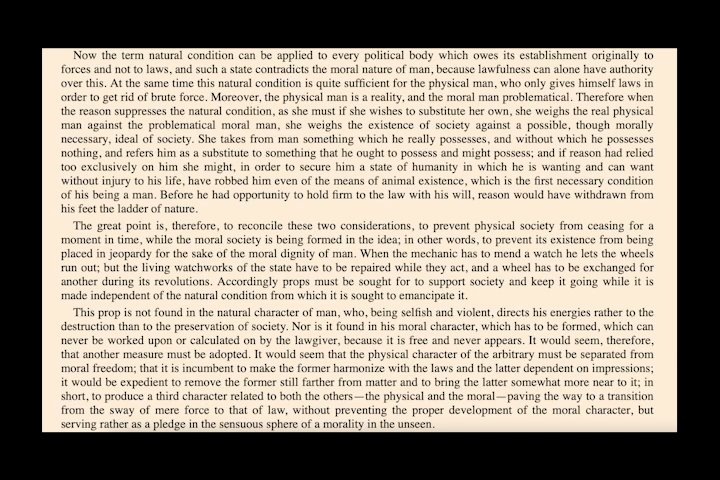 Now the term natural condition can be applied to every political body which owes its establishment originally to
forces and not to laws, and such a state contradicts the moral nature of man, because lawfulness can alone have authority
over this. At the same time this natural condition is quite sufficient for the physical man, who only gives himself laws in
order to get rid of brute force. Moreover, the physical man is a reality, and the moral man problematical. Therefore when
the reason suppresses the natural condition, as she must if she wishes to substitute her own, she weighs the real physical
man against the problematical moral man, she weighs the existence of society against a possible, though morally
necessary, ideal of society. She takes from man something which he really possesses, and without which he possesses
nothing, and refers him as a substitute to something that he ought to possess and might possess; and if reason had relied
too exclusively on him she might, in order to secure him a state of humanity in which he is wanting and can want
without injury to his life, have robbed him even of the means of animal existence, which is the first necessary condition
of his being a man. Before he had opportunity to hold firm to the law with his will, reason would have withdrawn from
his feet the ladder of nature.
The great point is, therefore, to reconcile these two considerations, to prevent physical society from ceasing for a
moment in time, while the moral society is being formed in the idea; in other words, to prevent its existence from being
placed in jeopardy for the sake of the moral dignity of man. When the mechanic has to mend a watch he lets the wheels
run out; but the living watchworks of the state have to be repaired while they act, and a wheel has to be exchanged for
another during its revolutions. Accordingly props must be sought for to support society and keep it going while it is
made independent of the natural condition from which it is sought to emancipate it.
This prop is not found in the natural character of man, who, being selfish and violent, directs his energies rather to the
destruction than to the preservation of society. Nor is it found in his moral character, which has to be formed, which can
never be worked upon or calculated on by the lawgiver, because it is free and never appears. It would seem, therefore,
that another measure must be adopted. It would seem that the physical character of the arbitrary must be separated from
moral freedom; that it is incumbent to make the former harmonize with the laws and the latter dependent on impressions;
it would be expedient to remove the former still farther from matter and to bring the latter somewhat more near to it; in
short, to produce a third character related to both the others—the physical and the moral—paving the way to a transition
from the sway of mere force to that of law, without preventing the proper development of the moral character, but
serving rather as a pledge in the sensuous sphere of a morality in the unseen.